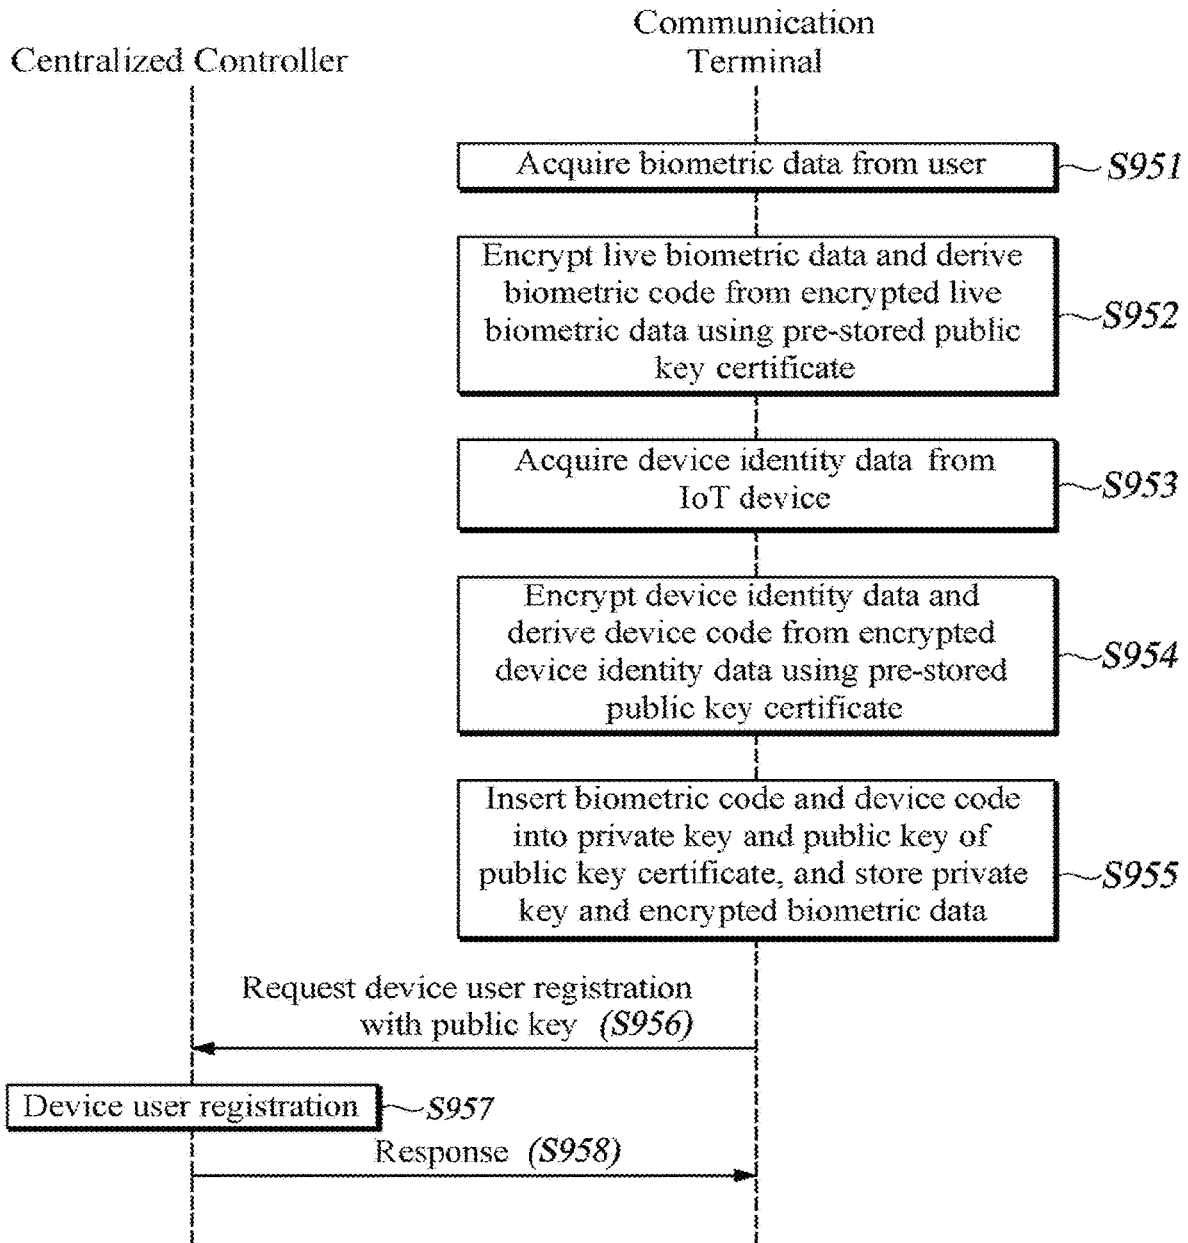 Centralized Controller
Communication
Terminal
Acquire biometric data from user
S951
Encrypt live biometric data and derive
biometric code from encrypted live
biometric data using pre-stored public
key certificate
S952
Acquire device identity data from
IoT device
S953
Encrypt device identity data and
derive device code from encrypted
device identity data using pre-stored
public key certificate
S954
Insert biometric code and device code
into private key and public key of
public key certificate, and store private
key and encrypted biometric data
S955
Request device user registration
with public key (S956)
Device user registration
S957
Response (S958)